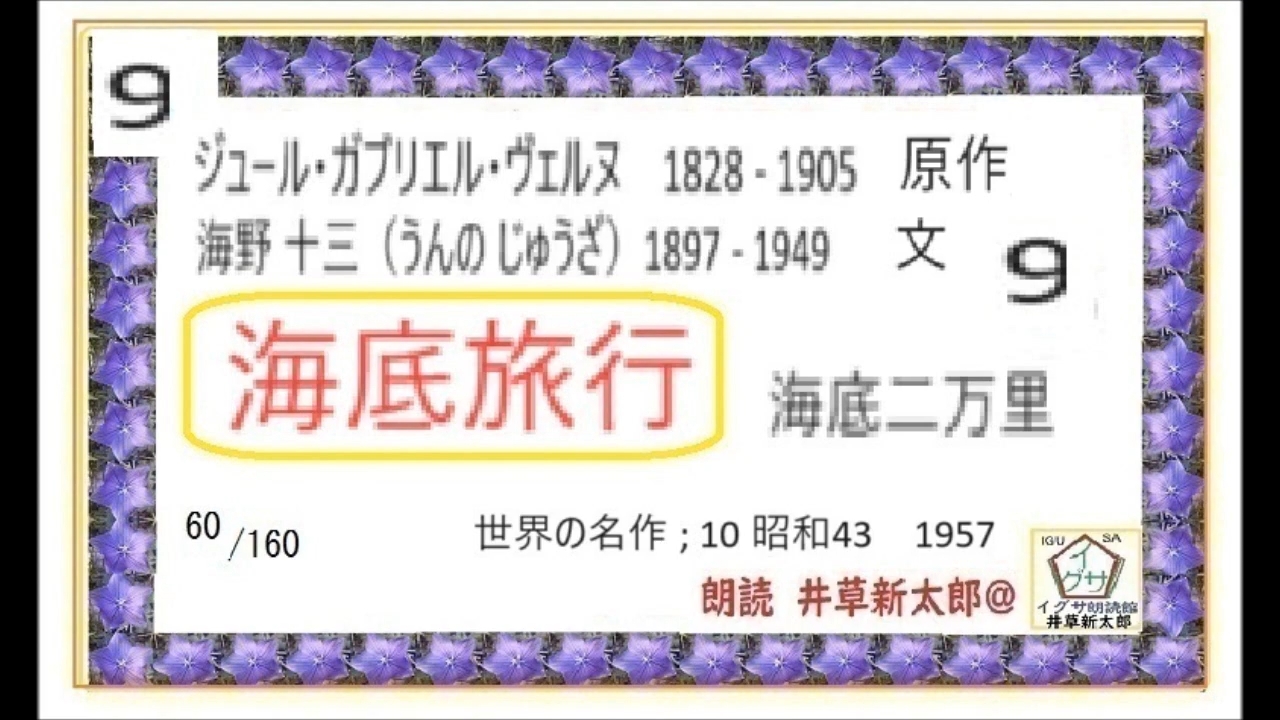 9
ジュール・ガブリエル・ヴェルヌ 1828 - 1905 原作
海野 十三（うんの じゅうざ）1897 - 1949 文
9
海底旅行 海底二万里
60/160
世界の名作 ; 10 昭和43 1957
朗読 井草新太郎@
IGU SA
イグサ
イグサ朗読館
井草新太郎